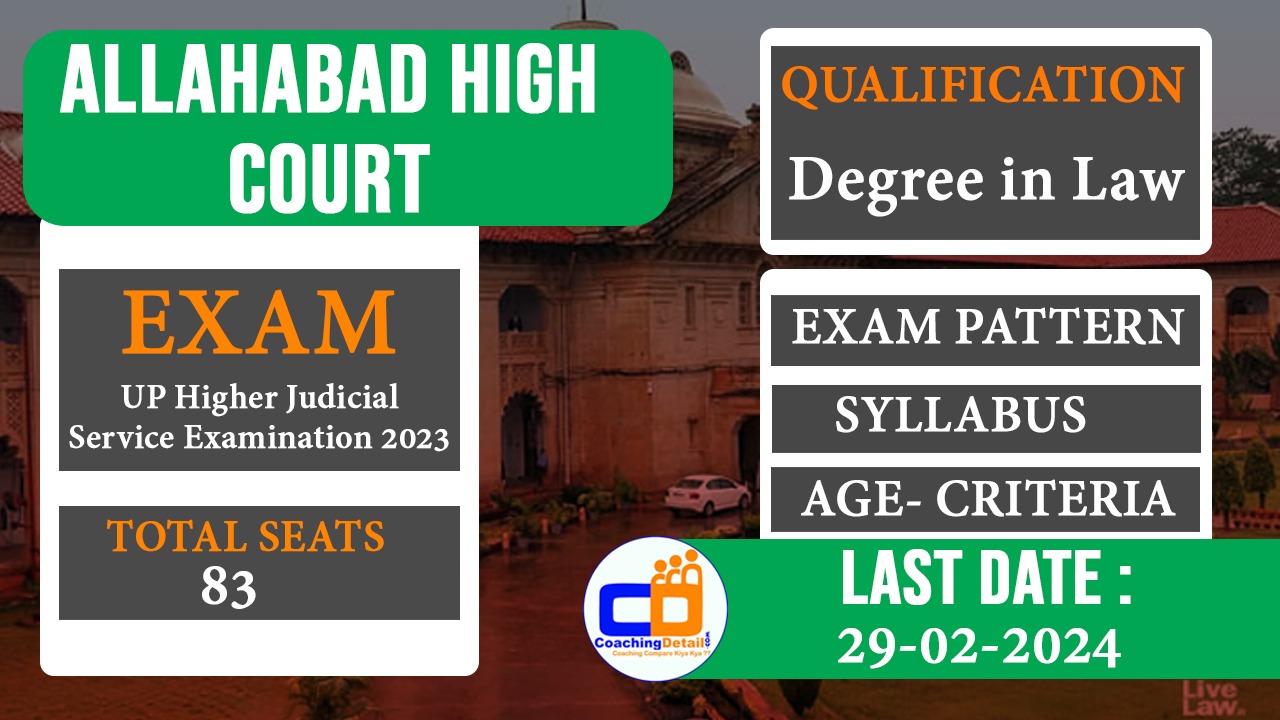 ALLAHABAD HIGH
COURT
EXAM
UP Higher Judicial
Service Examination 2023
TOTAL SEATS
83
QUALIFICATION
Degree in Law
EXAM PATTERN
SYLLABUS
AGE- CRITERIA
LAST DATE :
29-02-2024
CoachingDetail.com
Coaching Compare Kiya Kya ??
Live
Law.in